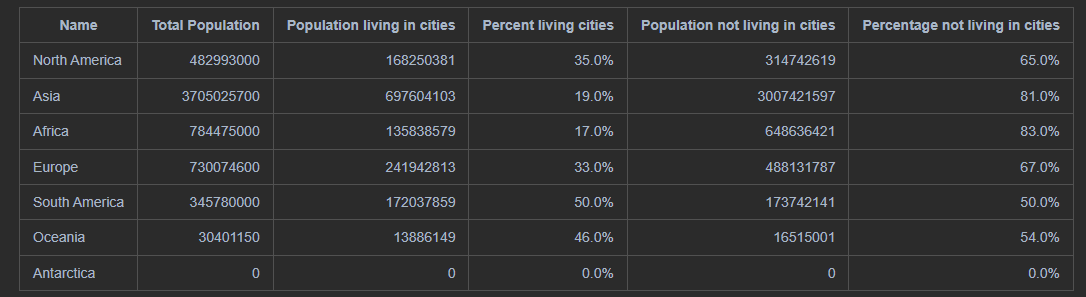 Name Total Population Population living in cities Percent living cities Population not living in cities Percentage not living in cities
North America 482993000 168250381 35.0% 314742619 65.0%
Asia 3705025700 697604103 19.0% 3007421597 81.0%
Africa 784475000 135838579 17.0% 648636421 83.0%
Europe 730074600 241942813 33.0% 488131787 67.0%
South America 345780000 172037859 50.0% 173742141 50.0%
Oceania 30401150 13886149 46.0% 16515001 54.0%
Antarctica 0 0 0.0% 0 0.0%